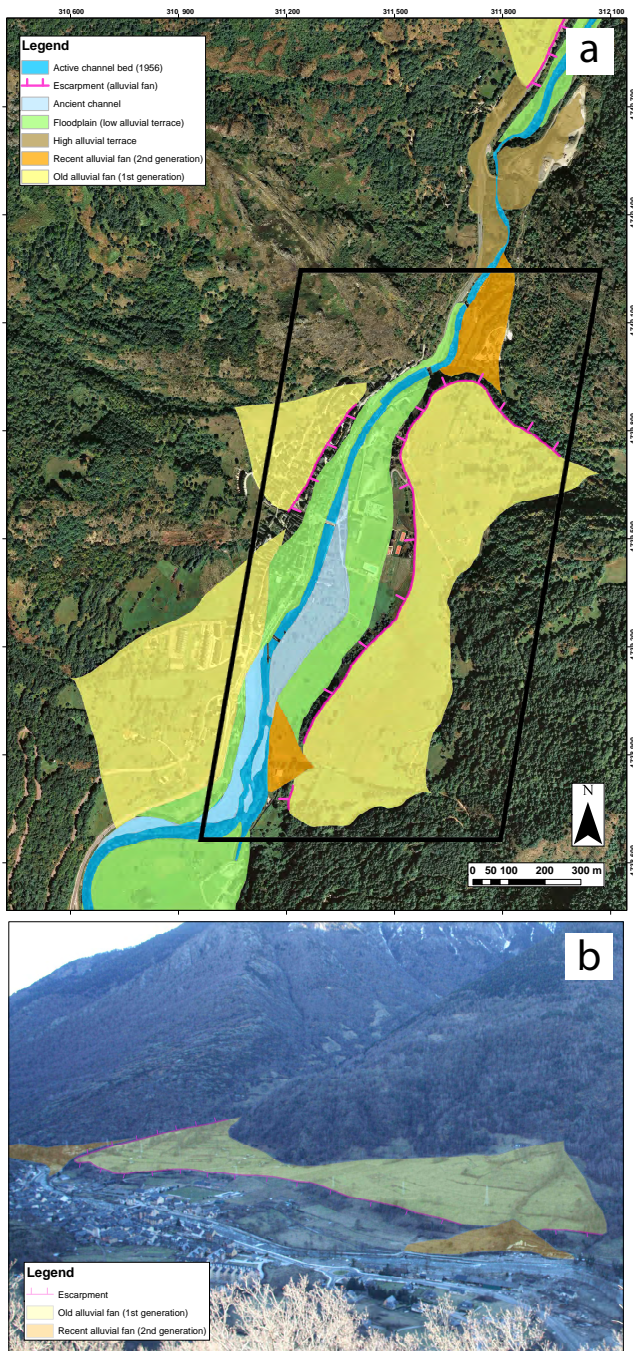 310,600 310,900 311,200 311,500 311,800 312,100
a
Legend
Active channel bed (1956)
Escarpment (alluvial fan)
Ancient channel
Floodplain (low alluvial terrace)
High alluvial terrace
Recent alluvial fan (2nd generation)
Old alluvial fan (1st generation)
N
0 50 100 200 300 m
b
Legend
Escarpment
Old alluvial fan (1st generation)
Recent alluvial fan (2nd generation)